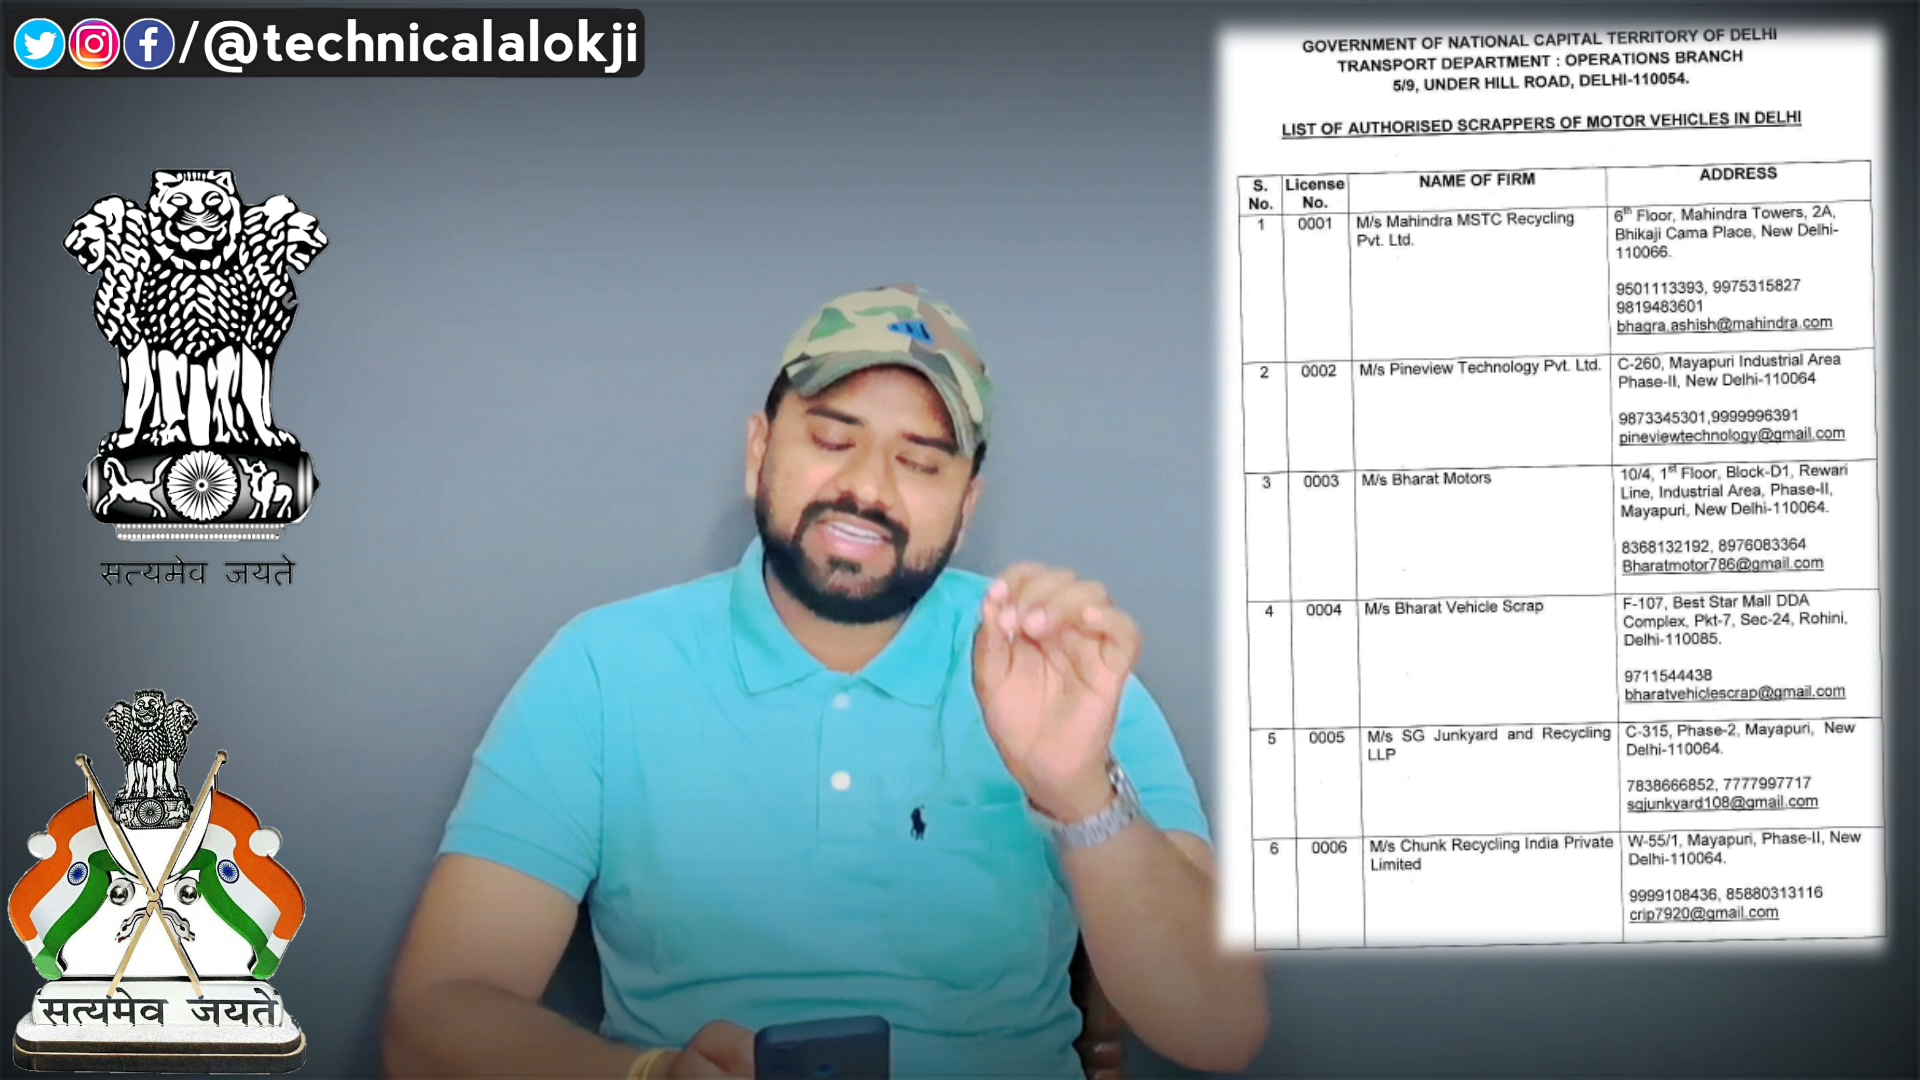 /@technicalalokji
सत्यमेव जयते
सत्यमेव जयते
GOVERNMENT OF NATIONAL CAPITAL TERRITORY OF DELHI
TRANSPORT DEPARTMENT : OPERATIONS BRANCH
5/9, UNDER HILL ROAD, DELHI-110054.
LIST OF AUTHORISED SCRAPPERS OF MOTOR VEHICLES IN DELHI
S. No. License No. NAME OF FIRM ADDRESS
1 0001 M/s Mahindra MSTC Recycling Pvt. Ltd.
6th Floor, Mahindra Towers, 2A,
Bhikaji Cama Place, New Delhi-
110066.
9501113393, 9975315827
9819483601
bhagra.ashish@mahindra.com
2 0002 M/s Pineview Technology Pvt. Ltd.
C-260, Mayapuri Industrial Area
Phase-II, New Delhi-110064
9873345301,9999996391
pineviewtechnology@gmail.com
3 0003 M/s Bharat Motors
10/4, 1st Floor, Block-D1, Rewari
Line, Industrial Area, Phase-II,
Mayapuri, New Delhi-110064.
8368132192, 8976083364
Bharatmotor786@gmail.com
4 0004 M/s Bharat Vehicle Scrap
F-107, Best Star Mall DDA
Complex, Pkt-7, Sec-24, Rohini,
Delhi-110085.
9711544438
bharatvehiclescrap@gmail.com
5 0005 M/s SG Junkyard and Recycling
LLP
C-315, Phase-2, Mayapuri, New
Delhi-110064.
7838666852, 7777997717
sgjunkyard108@gmail.com
6 0006 M/s Chunk Recycling India Private
Limited
W-55/1, Mayapuri, Phase-II, New
Delhi-110064.
9999108436, 85880313116
crip7920@gmail.com